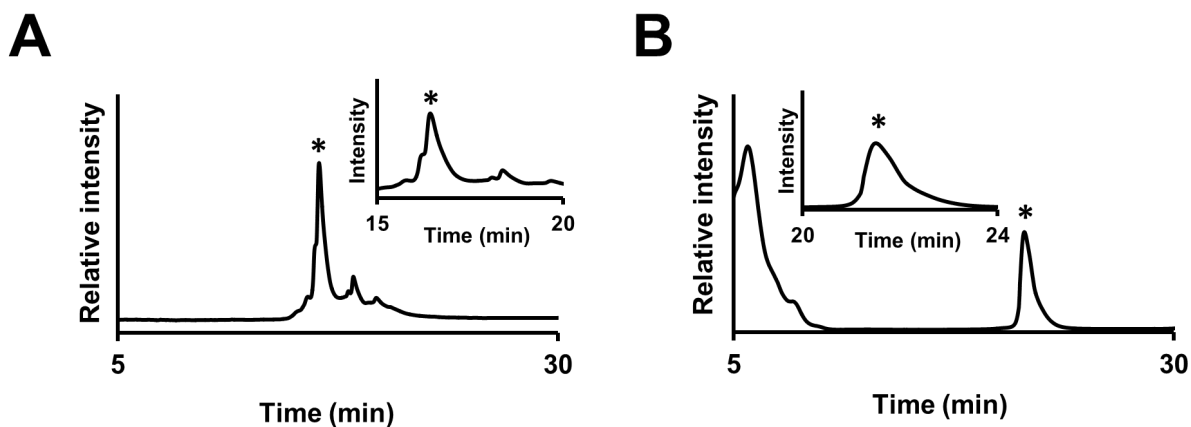 A
Relative intensity
*
5
30
Time (min)
Intensity
*
15
20
Time (min)
B
Relative intensity
*
5
30
Time (min)
Intensity
*
20
24
Time (min)